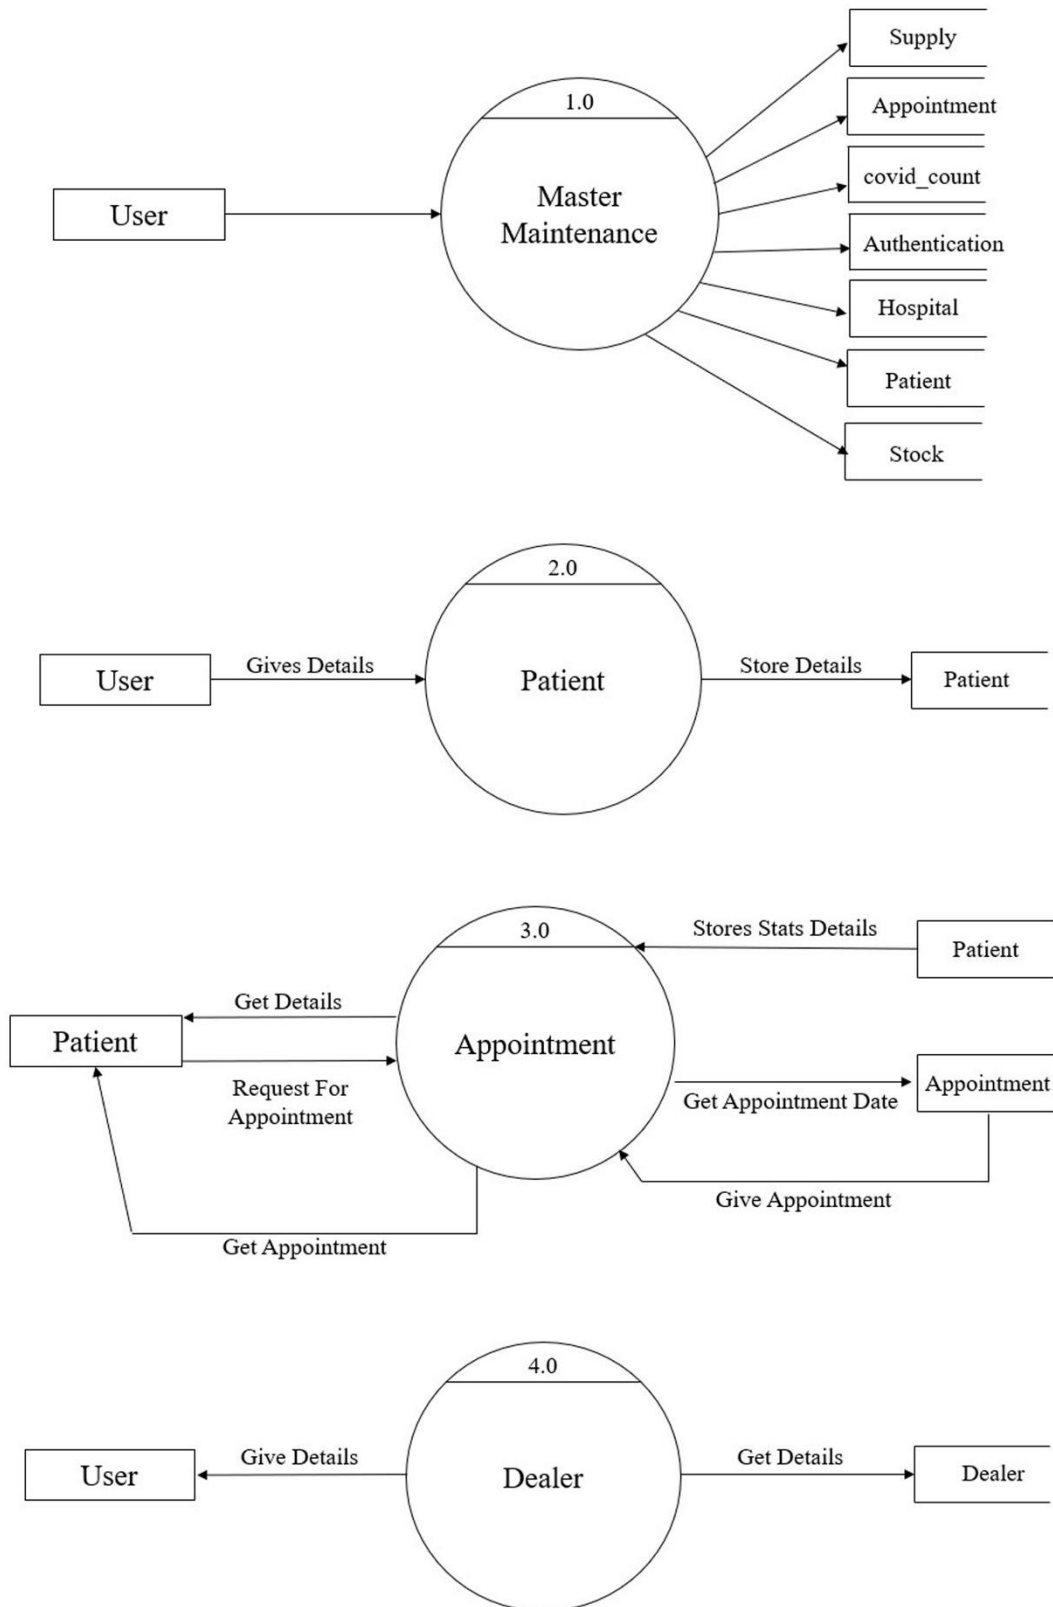 Supply
1.0
Appointment
covid_count
User
Master
Maintenance
Authentication
Hospital
Patient
Stock
2.0
User
Gives Details
Patient
Store Details
Patient
3.0
Stores Stats Details
Patient
Get Details
Patient
Appointment
Request For
Appointment
Appointment
Get Appointment Date
Give Appointment
Get Appointment
4.0
User
Give Details
Dealer
Get Details
Dealer